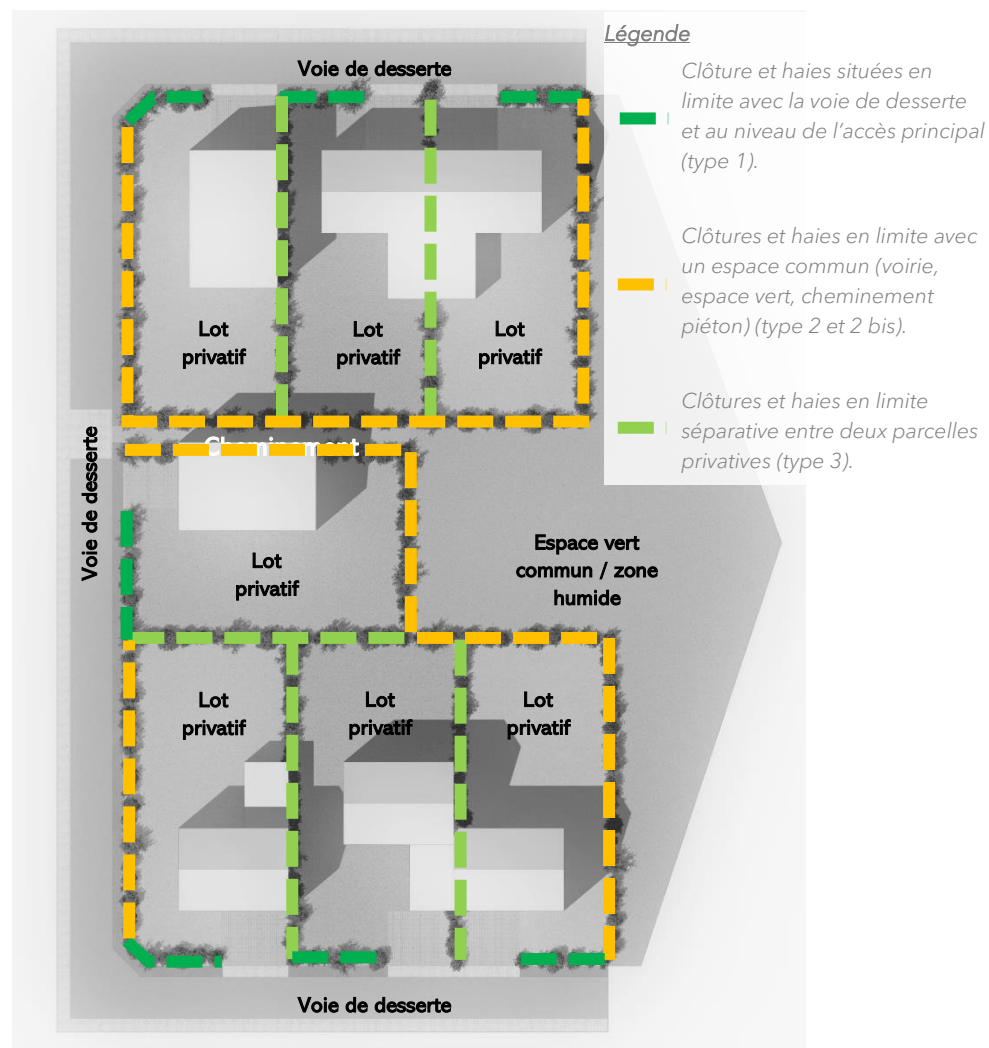 Légende
Voie de desserte
Clôture et haies situées en
limite avec la voie de desserte
et au niveau de l'accès principal
(type 1).
Clôtures et haies en limite avec
un espace commun (voirie,
espace vert, cheminement
piéton) (type 2 et 2 bis).
Clôtures et haies en limite
séparative entre deux parcelles
privatives (type 3).
Lot
privatif
Lot
privatif
Lot
privatif
Cheminement
Voie de desserte
Lot
privatif
Espace vert
commun / zone
humide
Lot
privatif
Lot
privatif
Lot
privatif
Voie de desserte